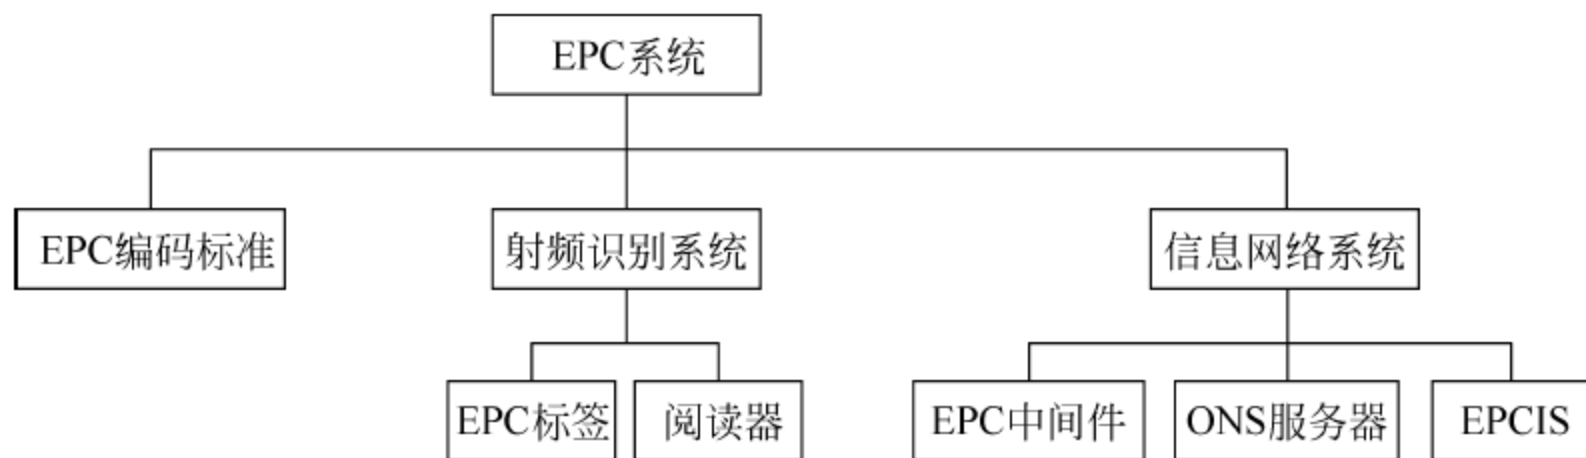 EPC系统
EPC编码标准
射频识别系统
信息网络系统
EPC标签
阅读器
EPC中间件
ONS服务器
EPCIS